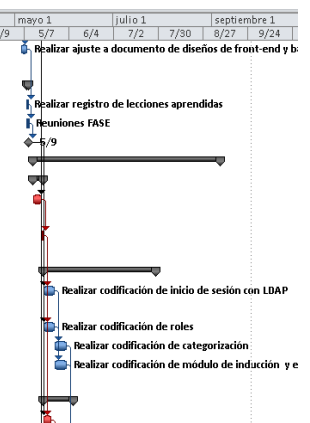 mayo 1 julio 1 septiembre 1
/9 5/7 6/4 7/2 7/30 8/27 9/24
Realizar ajuste a documento de diseños de front-end y ba
Realizar registro de lecciones aprendidas
Reuniones FASE
5/9
Realizar codificación de inicio de sesión con LDAP
Realizar codificación de roles
Realizar codificación de categorización
Realizar codificación de módulo de inducción y e